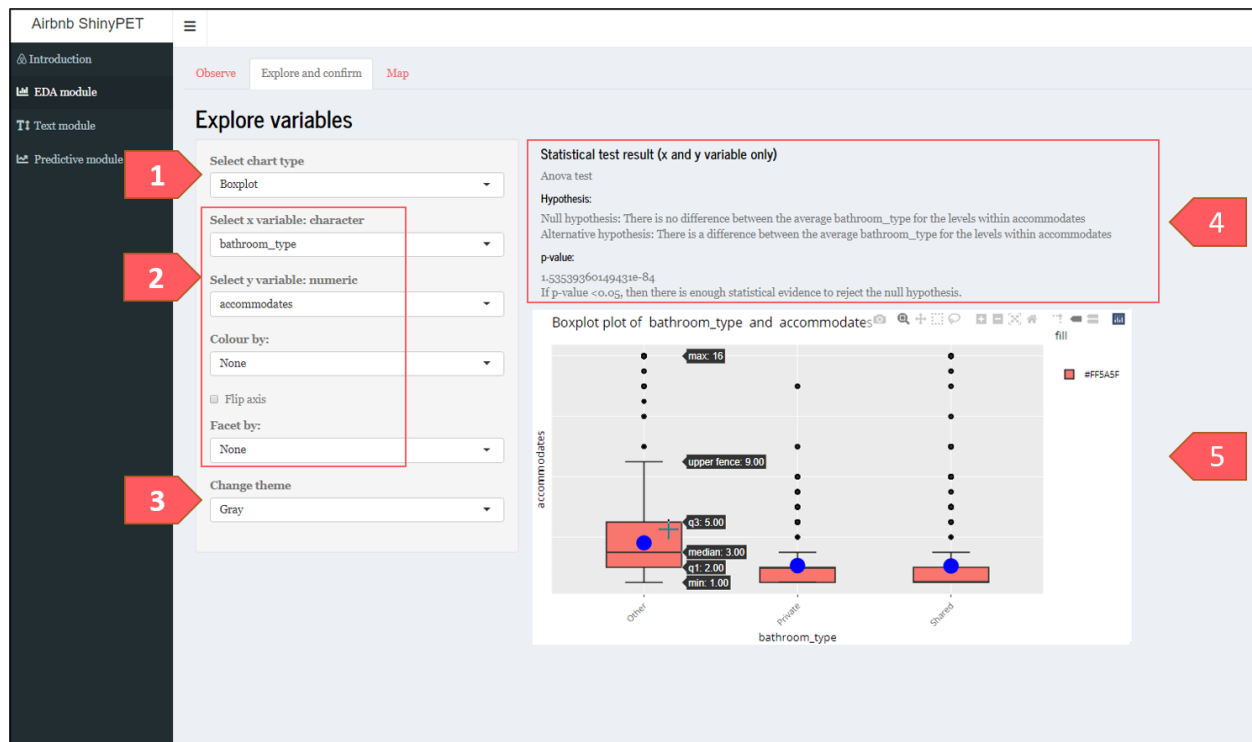 Airbnb ShinyPET
Introduction
EDA module
Text module
Predictive module
Observe
Explore and confirm
Map
Explore variables
1
Select chart type
Boxplot
2
Select x variable: character
bathroom_type
Select y variable: numeric
accommodates
Colour by:
None
Flip axis
Facet by:
None
3
Change theme
Gray
Statistical test result (x and y variable only)
Anova test
Hypothesis:
Null hypothesis: There is no difference between the average bathroom_type for the levels within accommodates
Alternative hypothesis: There is a difference between the average bathroom_type for the levels within accommodates
p-value:
1.53539360149431e-84
If p-value <0.05, then there is enough statistical evidence to reject the null hypothesis.
4
Boxplot plot of bathroom_type and accommodates
fill
#FF5A5F
max: 16
upper fence: 9.00
q3: 5.00
median: 3.00
q1: 2.00
min: 1.00
accommodates
Other
Private
Shared
bathroom_type
5